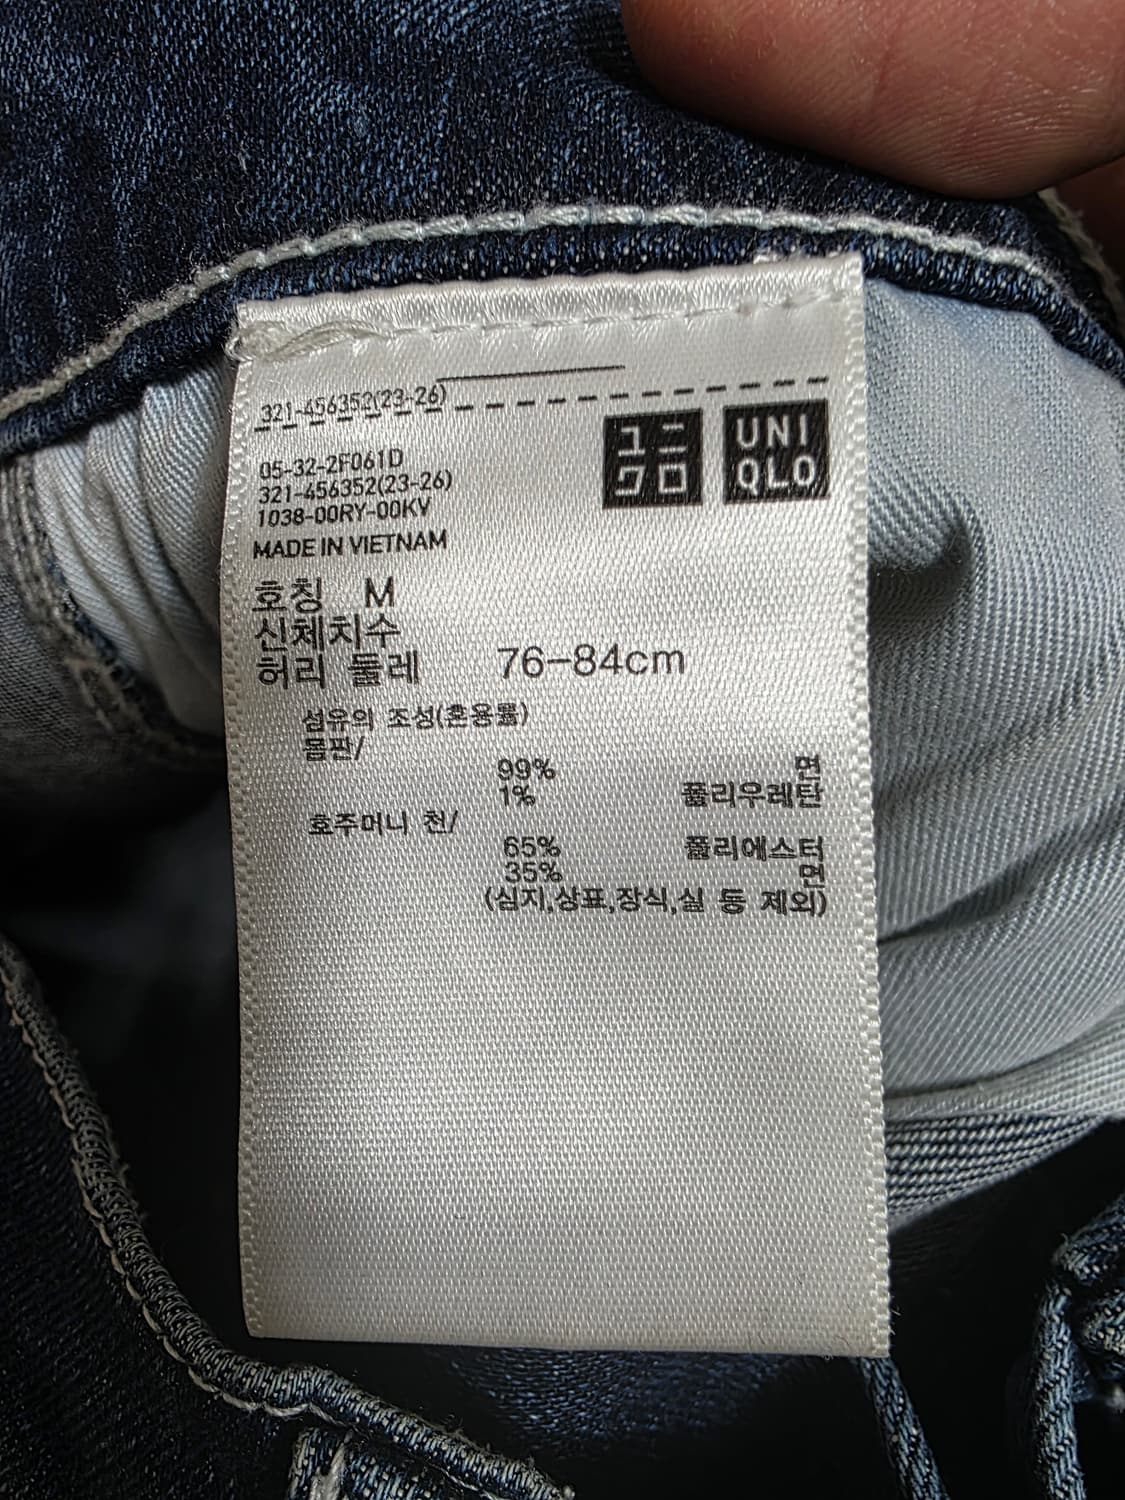 321-456352(23-26)
ユニ
クロ
UNI
QLO
05-32-2F061D
321-456352(23-26)
1038-00RY-00KV
MADE IN VIETNAM
호칭 M
신체치수
허리 둘레 76-84cm
섬유의 조성(혼용률)
몸판/
99% 면
1% 폴리우레탄
호주머니 천/
65% 폴리에스터
35% 면
(심지,상표,장식,실 등 제외)